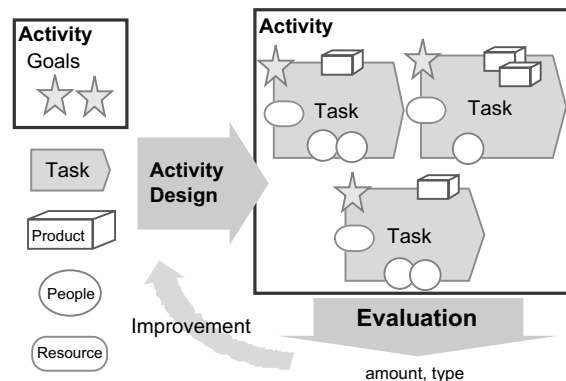 Activity
Goals
Task
Product
People
Resource
Activity
Design
Activity
Task
Task
Task
Evaluation
Improvement
amount, type